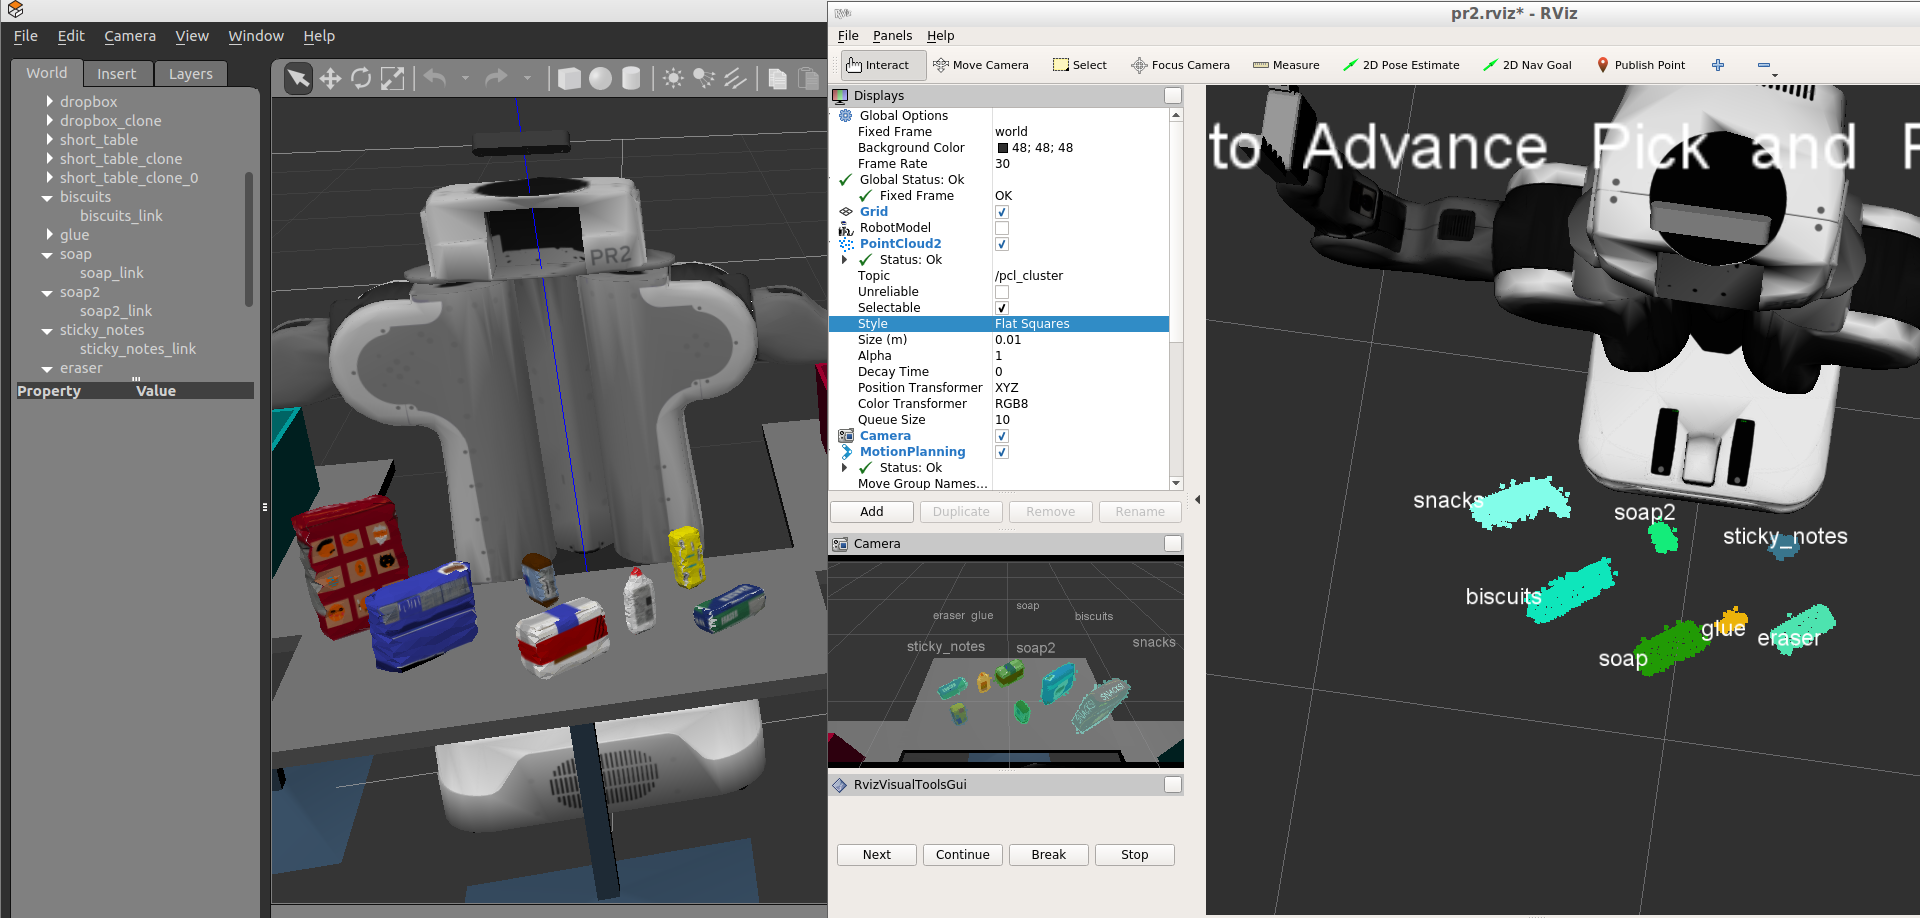 File Edit Camera View Window Help
World Insert Layers
dropbox
dropbox_clone
short_table
short_table_clone
short_table_clone_0
biscuits
biscuits_link
glue
soap
soap_link
soap2
soap2_link
sticky_notes
sticky_notes_link
eraser
Property Value
PR2
pr2.rviz* - RViz
File Panels Help
Interact Move Camera Select Focus Camera Measure 2D Pose Estimate 2D Nav Goal Publish Point
Displays
Global Options
Fixed Frame world
Background Color 48; 48; 48
Frame Rate 30
Global Status: Ok
Fixed Frame OK
Grid
RobotModel
PointCloud2
Status: Ok
Topic /pcl_cluster
Unreliable
Selectable
Style Flat Squares
Size (m) 0.01
Alpha 1
Decay Time 0
Position Transformer XYZ
Color Transformer RGB8
Queue Size 10
Camera
MotionPlanning
Status: Ok
Move Group Names...
Add Duplicate Remove Rename
Camera
soap
eraser glue biscuits
sticky_notes soap2 snacks
SNACKS SNACKS
RvizVisualToolsGui
Next Continue Break Stop
to Advance Pick and
snacks
soap2
sticky_notes
biscuits
glue
eraser
soap